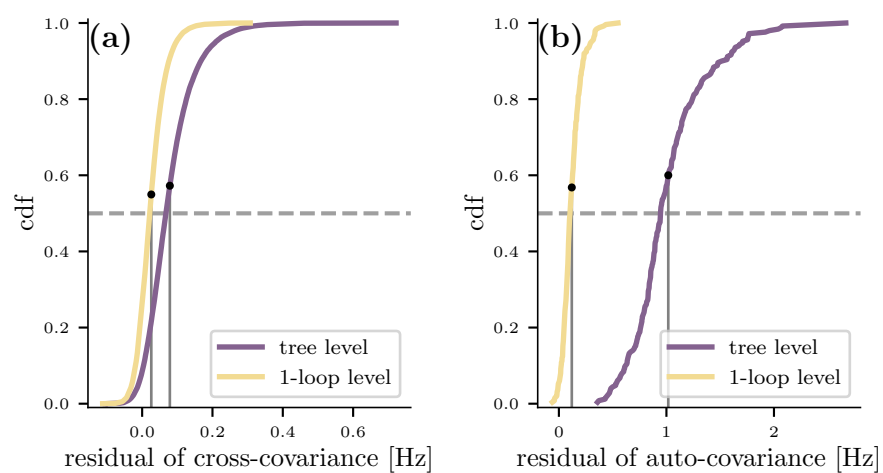 (a)
1.0
0.8
0.6
0.4
0.2
0.0
cdf
0.0 0.2 0.4 0.6
residual of cross-covariance [Hz]
tree level
1-loop level
(b)
1.0
0.8
0.6
0.4
0.2
0.0
cdf
0 1 2
residual of auto-covariance [Hz]
tree level
1-loop level